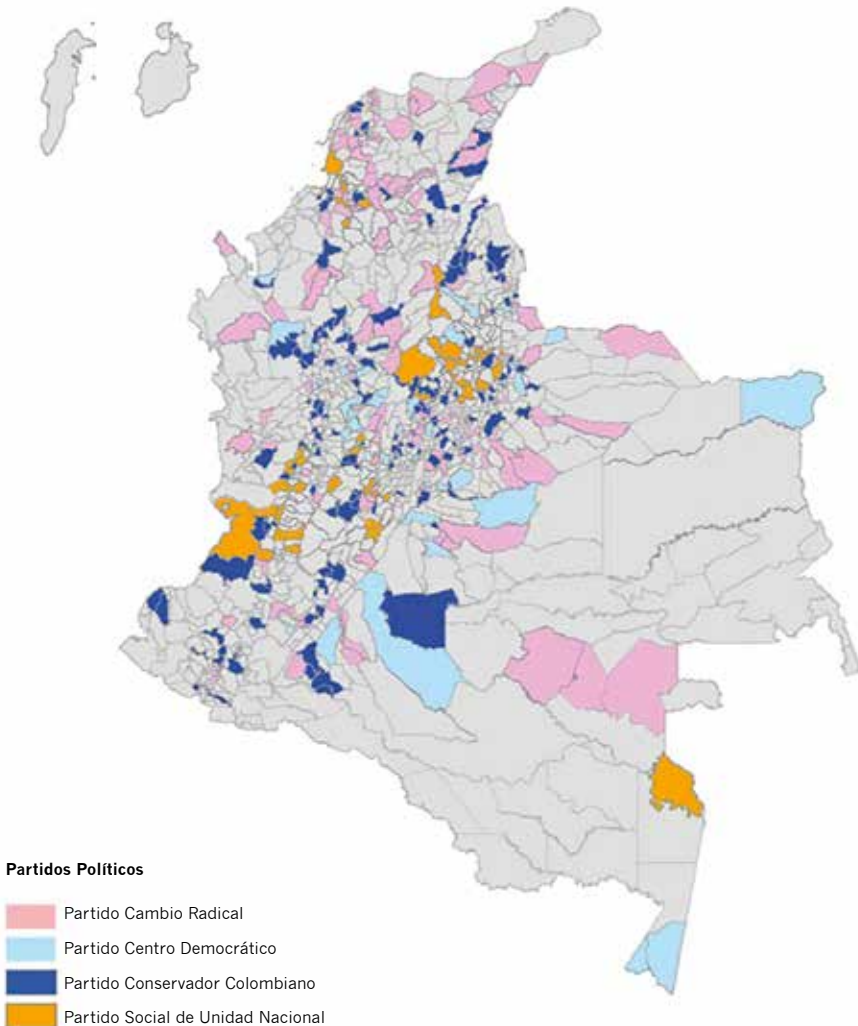 Partidos Políticos
Partido Cambio Radical
Partido Centro Democrático
Partido Conservador Colombiano
Partido Social de Unidad Nacional